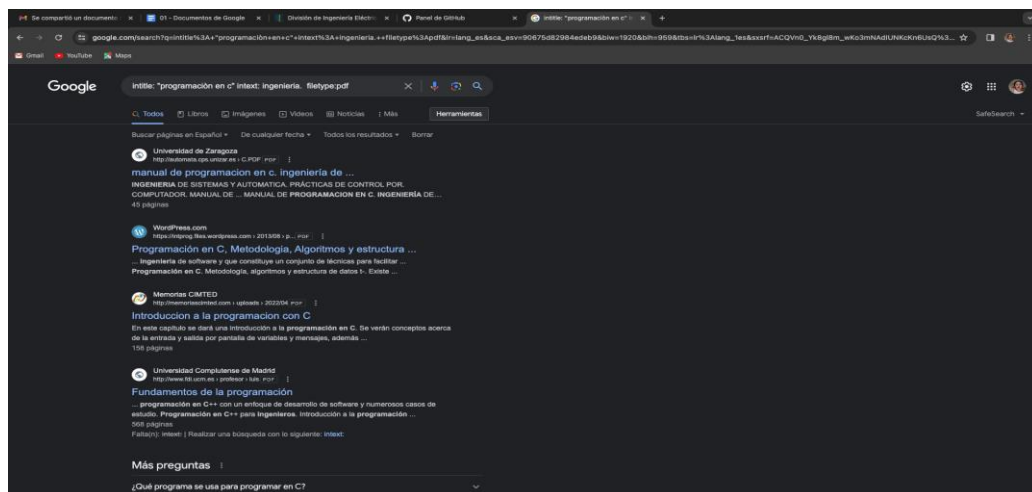 Se compartió un documento
01 - Documentos de Google
División de Ingeniería Eléctric
Panel de GitHub
intitle: "programación en c" in
google.com/search?q=intitle%3A+"programación+en+c"+intext%3A+ingenieria.++filetype%3Apdf&lr=lang_es&sca_esv=90675d82984edeb9&biw=1920&bih=959&tbs=lr%3Alang_1es&sxsrf=ACQVn0_Yk8gl8m_wKo3mNAdIUNKcKn6UsQ%3...
Gmail YouTube Maps
Google
intitle: "programación en c" intext: ingenieria. filetype:pdf
Todos Libros Imágenes Videos Noticias Más Herramientas SafeSearch
Buscar páginas en Español De cualquier fecha Todos los resultados Borrar
Universidad de Zaragoza
http://automata.cps.unizar.es › C.PDF PDF
manual de programacion en c. ingeniería de ...
INGENIERIA DE SISTEMAS Y AUTOMATICA. PRÁCTICAS DE CONTROL POR.
COMPUTADOR. MANUAL DE ... MANUAL DE PROGRAMACION EN C. INGENIERÍA DE...
45 páginas
WordPress.com
https://intprog.files.wordpress.com › 2013/08 › p... PDF
Programación en C, Metodología, Algoritmos y estructura ...
... ingeniería de software y que constituye un conjunto de técnicas para facilitar ...
Programación en C. Metodología, algoritmos y estructura de datos t-. Existe ...
Memorias CIMTED
http://memoriascimted.com › uploads › 2022/04 PDF
Introduccion a la programacion con C
En este capítulo se dará una introducción a la programación en C. Se verán conceptos acerca
de la entrada y salida por pantalla de variables y mensajes, además ...
158 páginas
Universidad Complutense de Madrid
http://www.fdi.ucm.es › profesor › luis. PDF
Fundamentos de la programación
... programación en C++ con un enfoque de desarrollo de software y numerosos casos de
estudio. Programación en C++ para ingenieros. Introducción a la programación ...
568 páginas
Falta(n): intext: | Realizar una búsqueda con lo siguiente: intext:
Más preguntas
¿Qué programa se usa para programar en C?